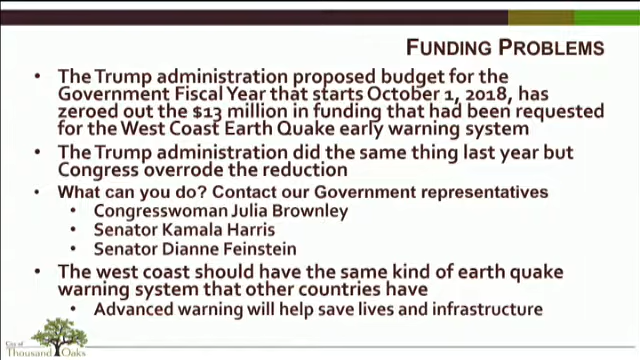 FUNDING PROBLEMS
• The Trump administration proposed budget for the
Government Fiscal Year that starts October 1, 2018, has
zeroed out the $13 million in funding that had been requested
for the West Coast Earth Quake early warning system
• The Trump administration did the same thing last year but
Congress overrode the reduction
• What can you do? Contact our Government representatives
• Congresswoman Julia Brownley
• Senator Kamala Harris
• Senator Dianne Feinstein
• The west coast should have the same kind of earth quake
warning system that other countries have
• Advanced warning will help save lives and infrastructure
City of
Thousand Oaks